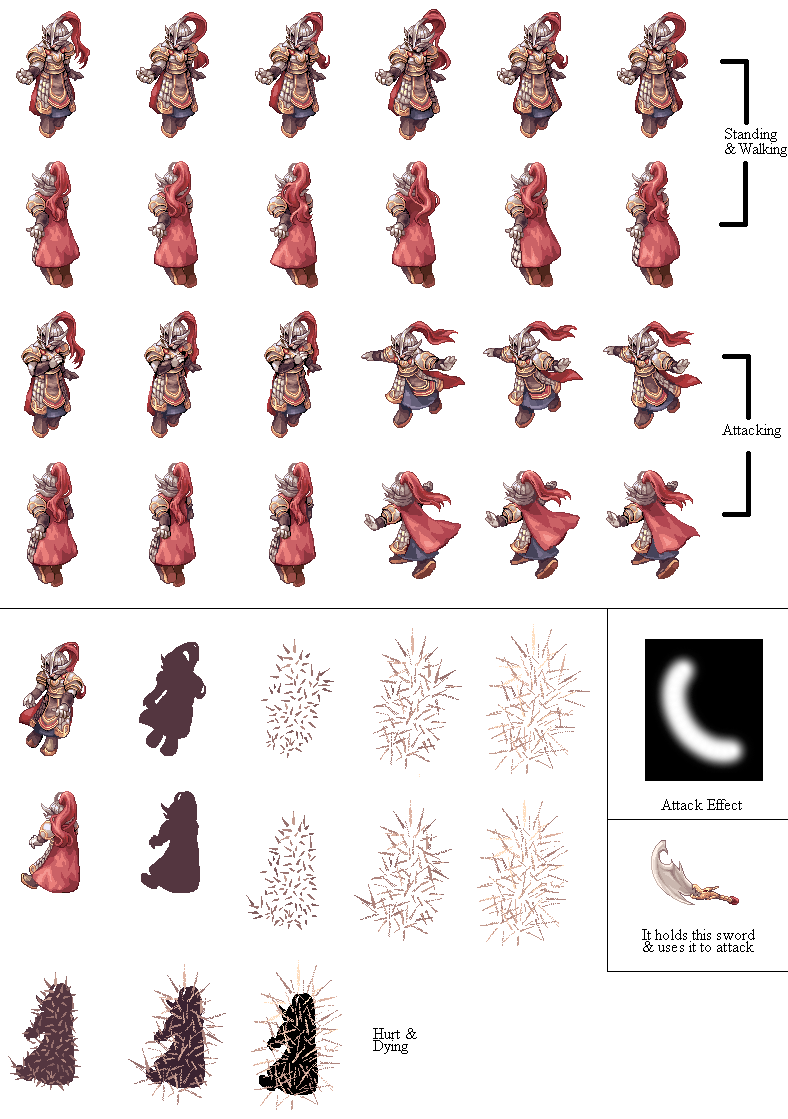 Standing
& Walking
Attacking
Attack Effect
It holds this sword
& uses it to attack
Hurt &
Dying